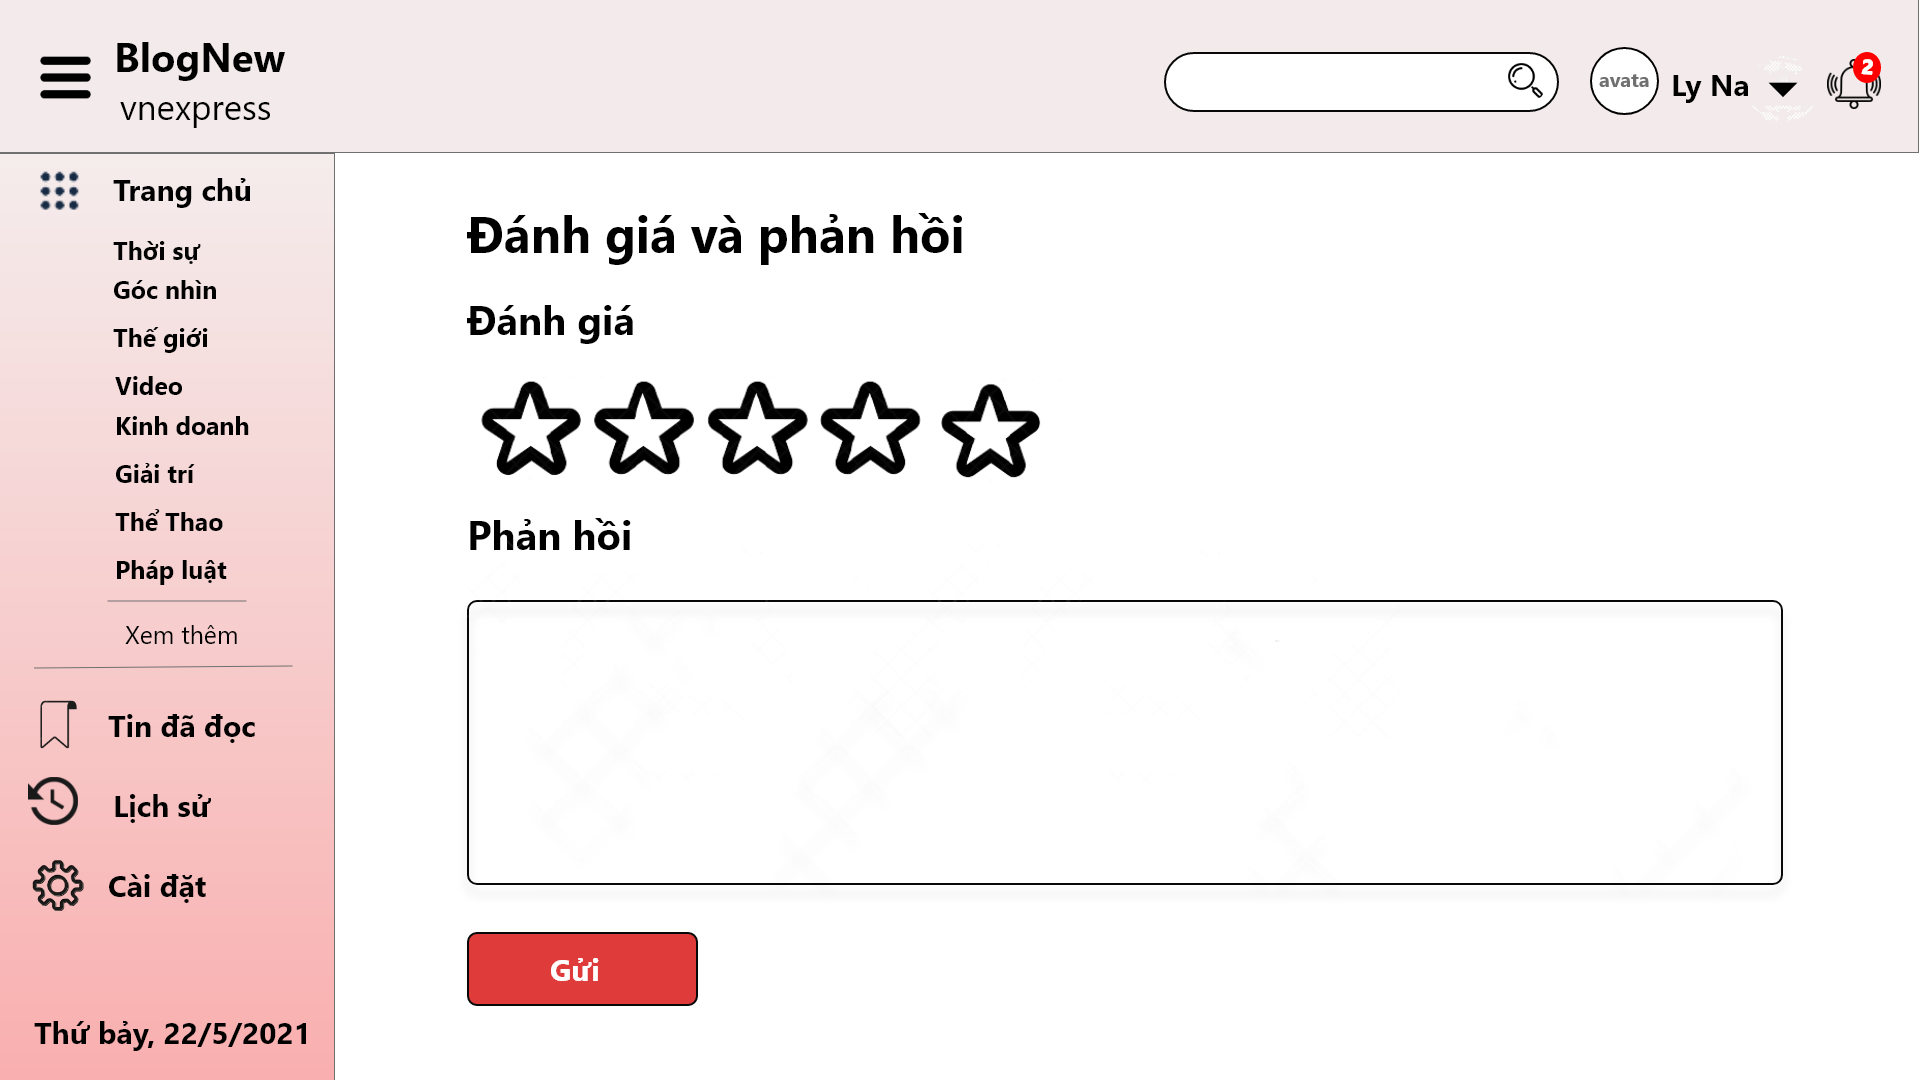 BlogNew
vnexpress
avata
Ly Na
2
Trang chủ
Thời sự
Góc nhìn
Thế giới
Video
Kinh doanh
Giải trí
Thể Thao
Pháp luật
Xem thêm
Tin đã đọc
Lịch sử
Cài đặt
Thứ bảy, 22/5/2021
Đánh giá và phản hồi
Đánh giá
Phản hồi
Gửi